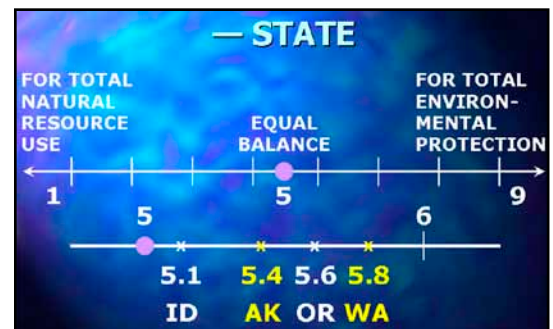 — STATE
FOR TOTAL
NATURAL
RESOURCE
USE
EQUAL
BALANCE
FOR TOTAL
ENVIRON-
MENTAL
PROTECTION
1 5 9
5 6
5.1 5.4 5.6 5.8
ID AK OR WA